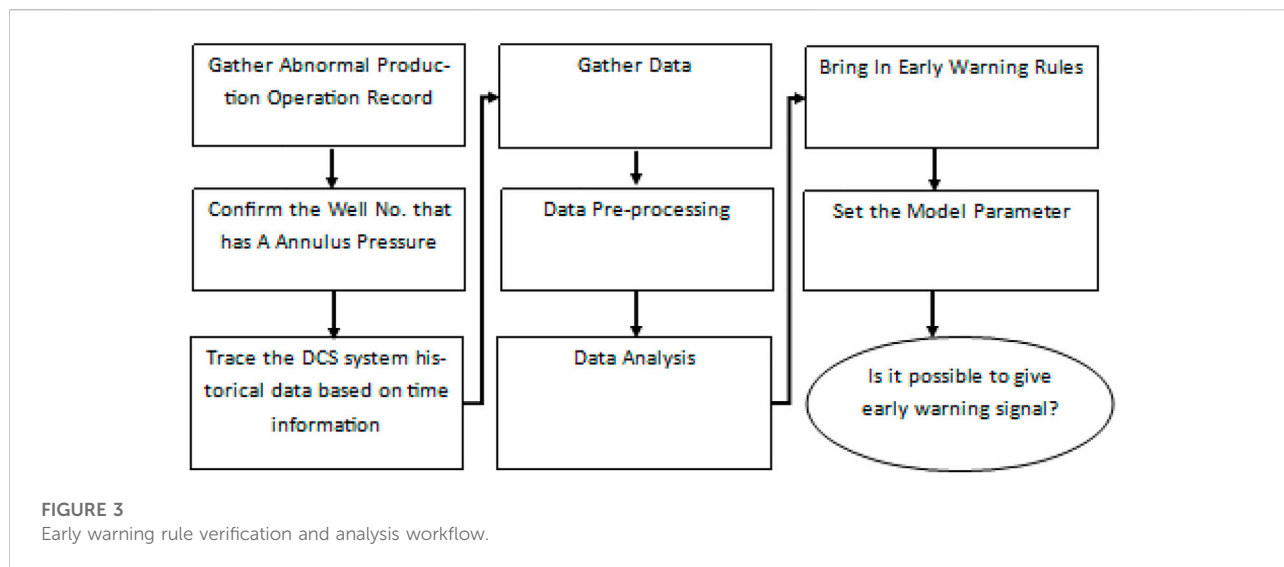 Gather Abnormal Produc-
tion Operation Record
Confirm the Well No. that
has A Annulus Pressure
Trace the DCS system his-
torical data based on time
information
Gather Data
Data Pre-processing
Data Analysis
Bring In Early Warning Rules
Set the Model Parameter
Is it possible to give
early warning signal?
FIGURE 3
Early warning rule verification and analysis workflow.